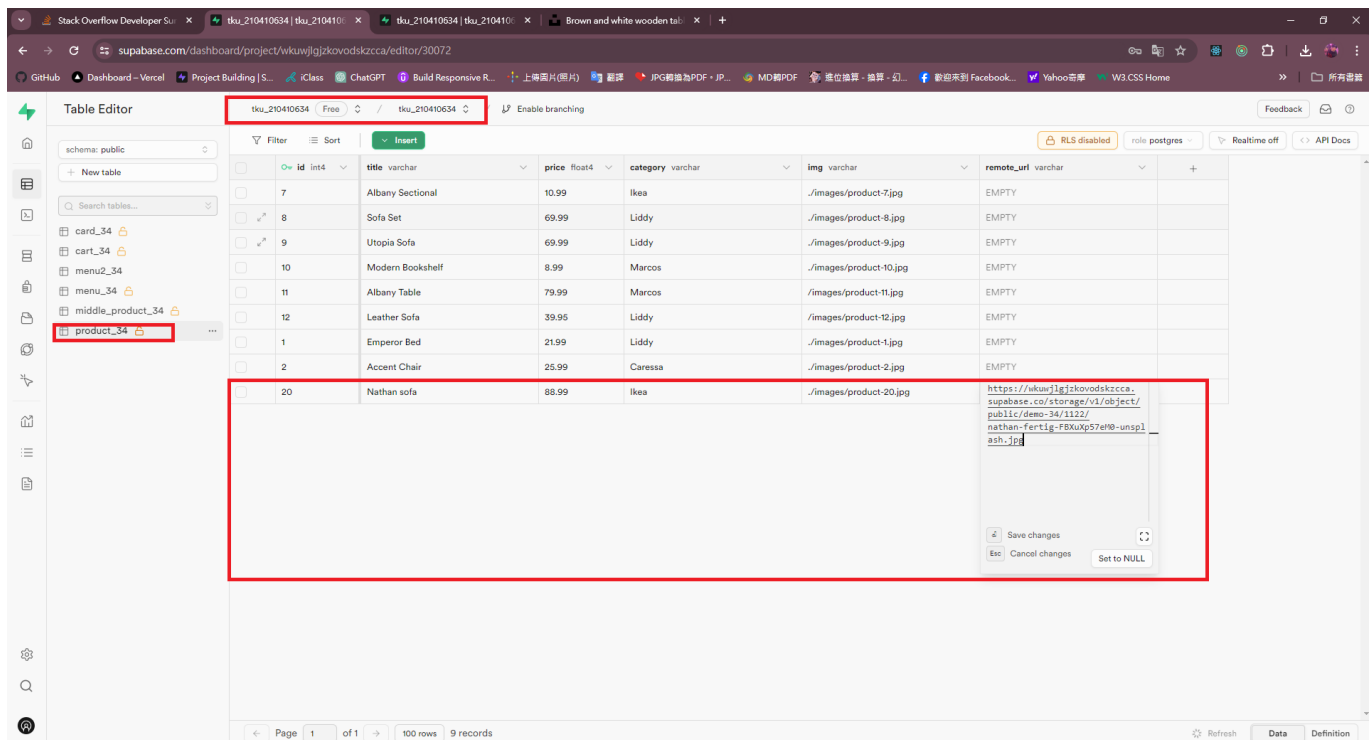 Stack Overflow Developer Sur
tku_210410634 | tku_2104106
tku_210410634 | tku_2104106
Brown and white wooden tabl
supabase.com/dashboard/project/wkuwjlgjzkovodskzcca/editor/30072
GitHub
Dashboard – Vercel
Project Building | S...
iClass
ChatGPT
Build Responsive R...
上傳圖片(照片)
翻譯
JPG轉換為PDF・JP...
MD轉PDF
進位換算 - 換算 - 幻...
歡迎來到 Facebook...
Yahoo奇摩
W3.CSS Home
所有書籤
Table Editor
tku_210410634 Free / tku_210410634
Enable branching
Feedback
schema: public
Filter
Sort
Insert
RLS disabled
role postgres
Realtime off
API Docs
New table
Search tables...
card_34
cart_34
menu2_34
menu_34
middle_product_34
product_34
id int4 title varchar price float4 category varchar img varchar remote_url varchar +
7 Albany Sectional 10.99 Ikea ./images/product-7.jpg EMPTY
8 Sofa Set 69.99 Liddy ./images/product-8.jpg EMPTY
9 Utopia Sofa 69.99 Liddy ./images/product-9.jpg EMPTY
10 Modern Bookshelf 8.99 Marcos ./images/product-10.jpg EMPTY
11 Albany Table 79.99 Marcos /images/product-11.jpg EMPTY
12 Leather Sofa 39.95 Liddy /images/product-12.jpg EMPTY
1 Emperor Bed 21.99 Liddy ./images/product-1.jpg EMPTY
2 Accent Chair 25.99 Caressa ./images/product-2.jpg EMPTY
20 Nathan sofa 88.99 Ikea ./images/product-20.jpg
https://wkuwjlgjzkovodskzcca.
supabase.co/storage/v1/object/
public/demo-34/1122/
nathan-fertig-FBXuXp57eM0-unspl
ash.jpg
Save changes
Esc Cancel changes
Set to NULL
Page 1 of 1
100 rows
9 records
Refresh
Data
Definition